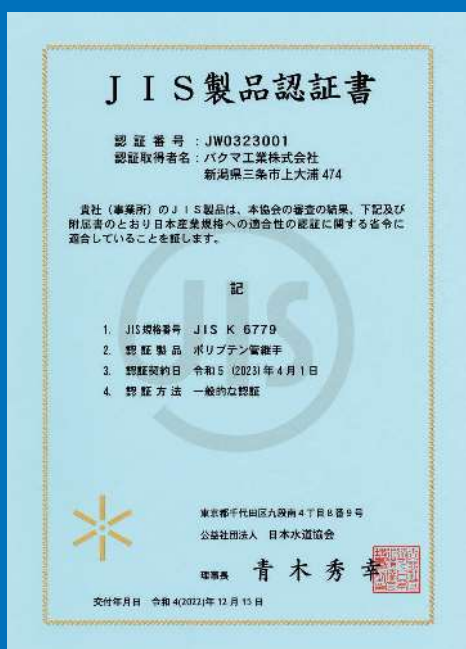 JIS製品認証書
認証番号：JW0323001
認証取得者名：バクマ工業株式会社
新潟県三条市上大浦 474
貴社（事業所）のJIS製品は、本協会の審査の結果、下記及び
附属書のとおり日本産業規格への適合性の認証に関する省令に
適合していることを証します。
記
JIS
1. JIS規格番号 JIS K 6779
2. 認証製品 ポリブテン管継手
3. 認証契約日 令和5（2023）年4月1日
4. 認証方法 一般的な認証
東京都千代田区九段南4丁目8番9号
公益社団法人 日本水道協会
理事長 青木秀幸
交付年月日 令和4(2022)年12月15日